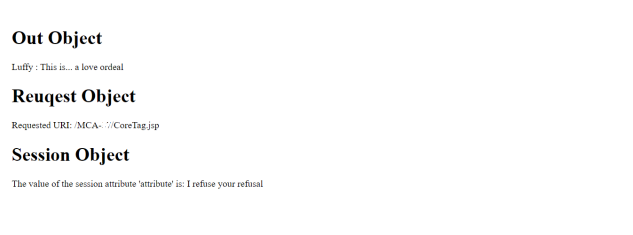 Out Object
Luffy : This is... a love ordeal
Reuqest Object
Requested URI: /MCA- //CoreTag.jsp
Session Object
The value of the session attribute 'attribute' is: I refuse your refusal